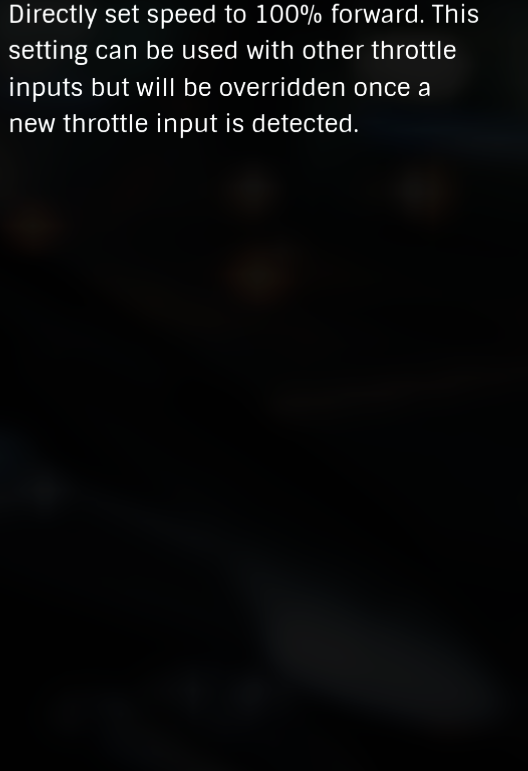 Directly set speed to 100% forward. This
setting can be used with other throttle
inputs but will be overridden once a
new throttle input is detected.